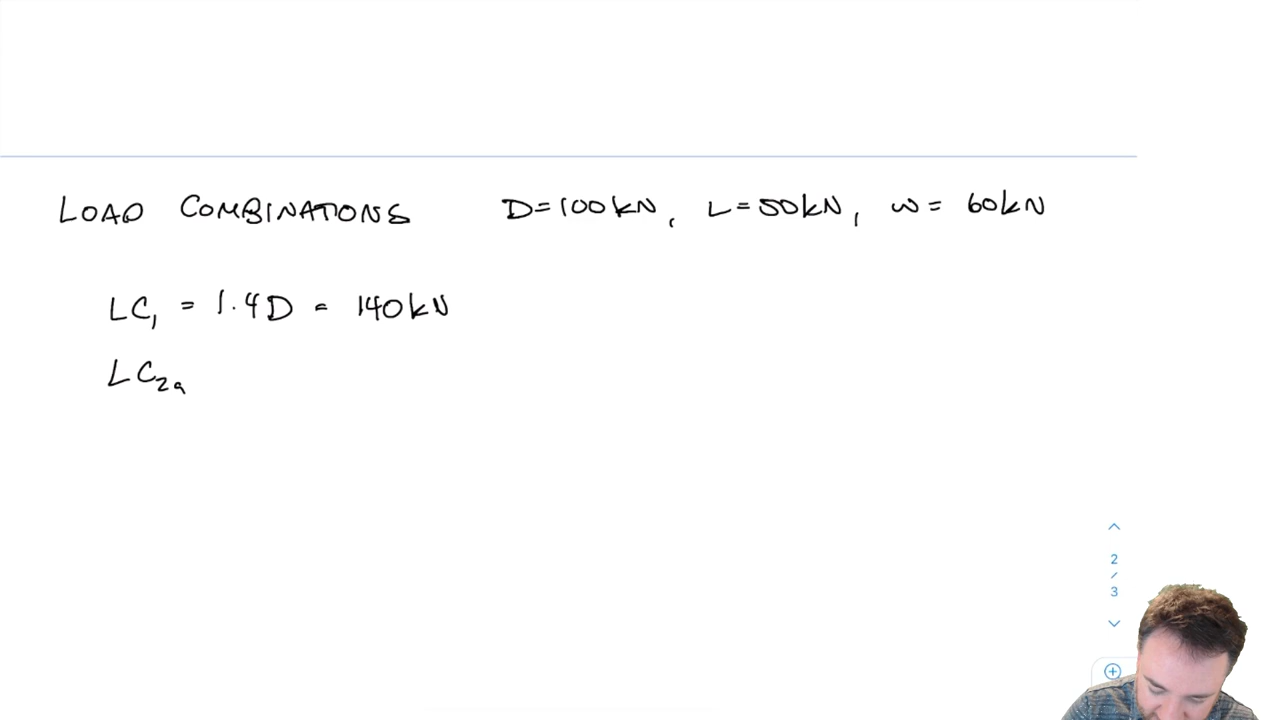 LOAD COMBINATIONS D=100kN, L=50kN, W= 60kN
LC1 = 1.4D = 140kN
LC2a
2
/
3